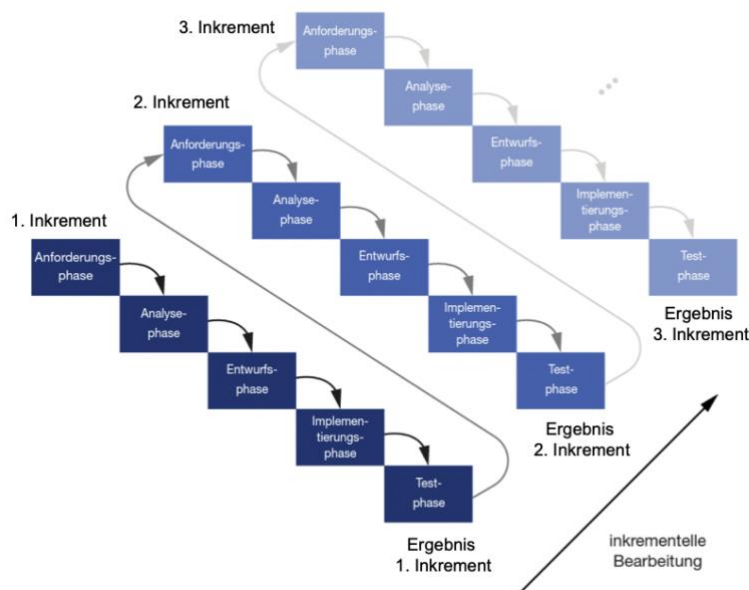 3. Inkrement
Anforderungs-
phase
Analyse-
phase
Entwurfs-
phase
Implemen-
tierungs-
phase
Test-
phase
Ergebnis
3. Inkrement
2. Inkrement
Anforderungs-
phase
Analyse-
phase
Entwurfs-
phase
Implemen-
tierungs-
phase
Test-
phase
Ergebnis
2. Inkrement
1. Inkrement
Anforderungs-
phase
Analyse-
phase
Entwurfs-
phase
Implemen-
tierungs-
phase
Test-
phase
Ergebnis
1. Inkrement
inkrementelle
Bearbeitung